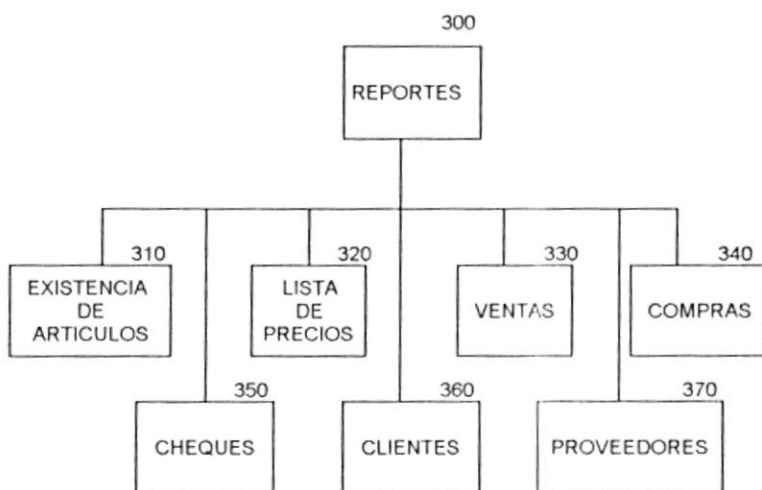 300
REPORTES
310
EXISTENCIA
DE
ARTICULOS
320
LISTA
DE
PRECIOS
330
VENTAS
340
COMPRAS
350
CHEQUES
360
CLIENTES
370
PROVEEDORES